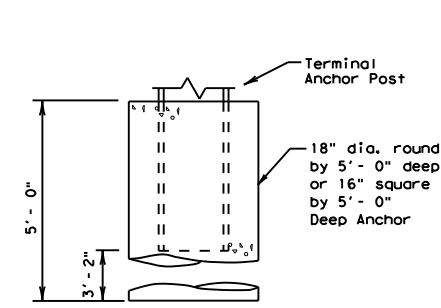 Terminal
Anchor Post
18" dia. round
by 5'- 0" deep
or 16" square
by 5'- 0"
Deep Anchor
5'- 0"
3'- 2"